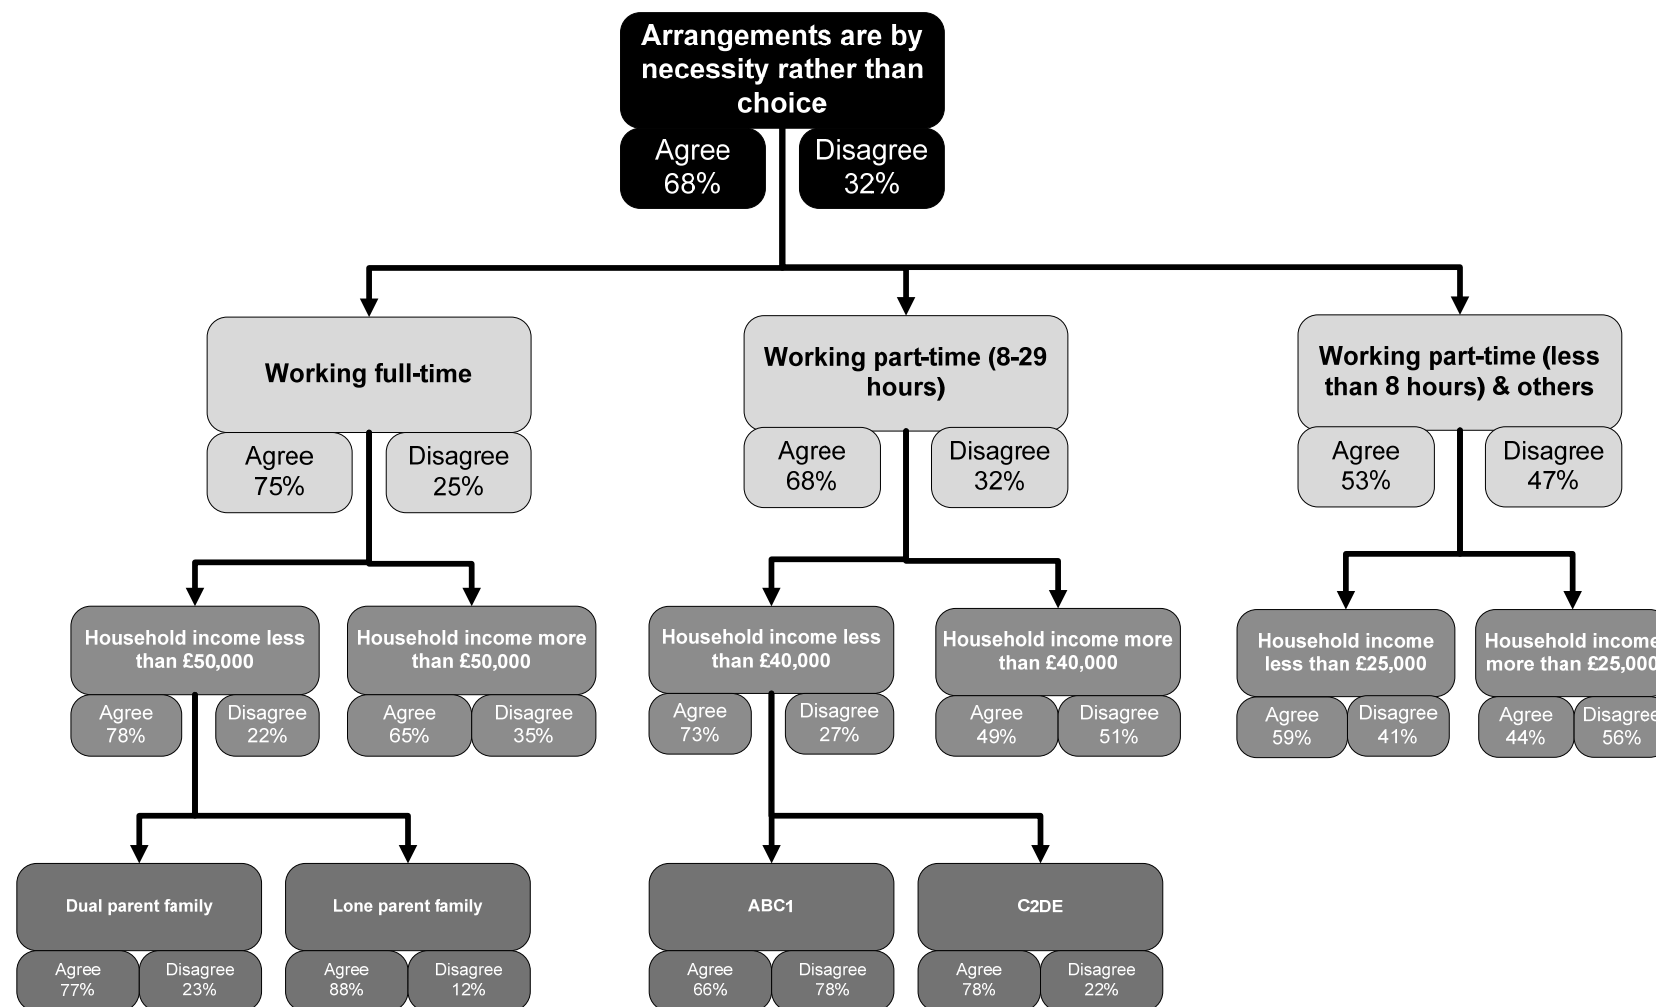 Arrangements are by
necessity rather than
choice
Agree
68%
Disagree
32%
Working full-time
Agree
75%
Disagree
25%
Working part-time (8-29
hours)
Agree
68%
Disagree
32%
Working part-time (less
than 8 hours) & others
Agree
53%
Disagree
47%
Household income less
than £50,000
Agree
78%
Disagree
22%
Household income more
than £50,000
Agree
65%
Disagree
35%
Household income less
than £40,000
Agree
73%
Disagree
27%
Household income more
than £40,000
Agree
49%
Disagree
51%
Household income
less than £25,000
Agree
59%
Disagree
41%
Household income
more than £25,000
Agree
44%
Disagree
56%
Dual parent family
Agree
77%
Disagree
23%
Lone parent family
Agree
88%
Disagree
12%
ABC1
Agree
66%
Disagree
78%
C2DE
Agree
78%
Disagree
22%